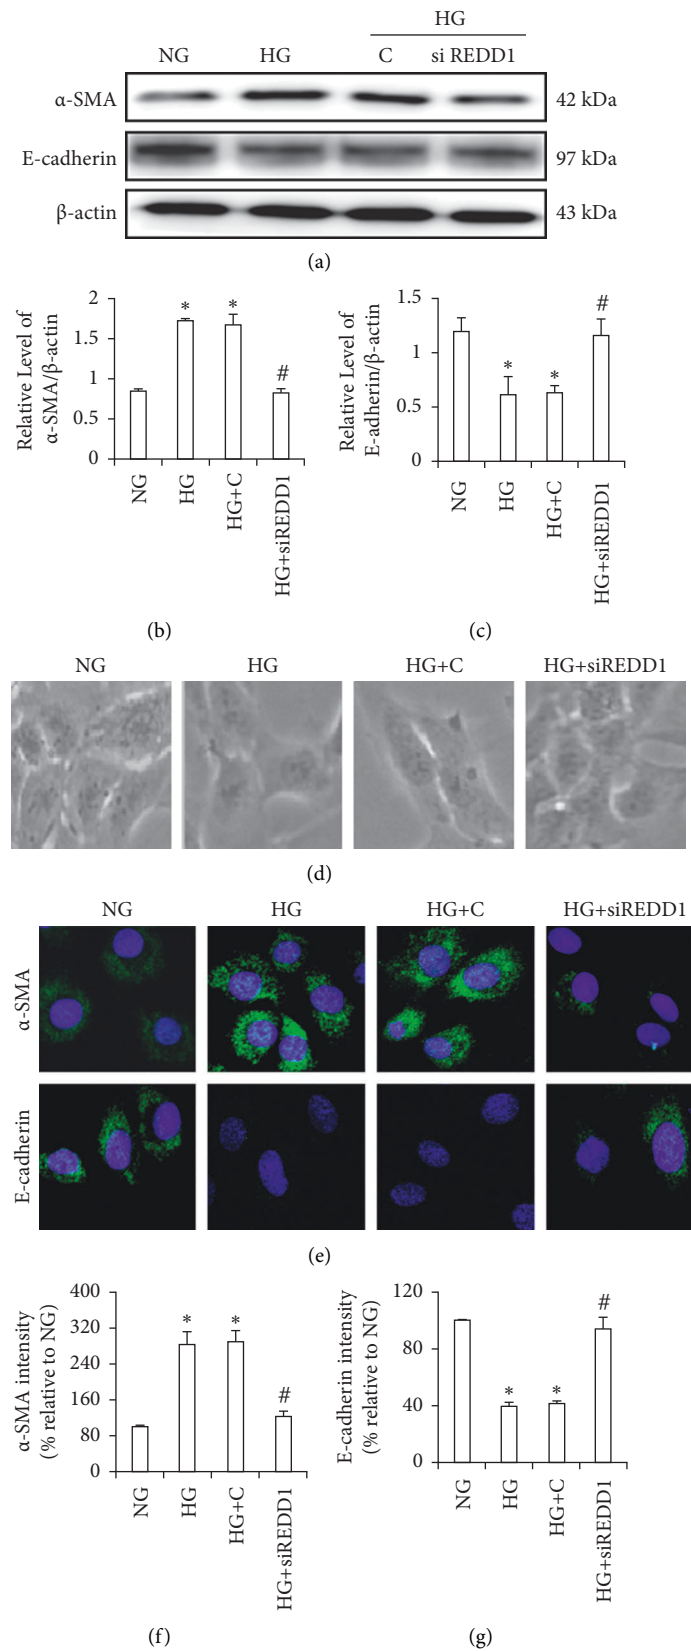 HG
NG HG C si REDD1
α-SMA 42 kDa
E-cadherin 97 kDa
β-actin 43 kDa
(a)
Relative Level of
α-SMA/β-actin
2
1.5
1
0.5
0
* * #
NG HG HG+C HG+siREDD1
(b)
Relative Level of
E-adherin/β-actin
1.5
1
0.5
0
* * #
NG HG HG+C HG+siREDD1
(c)
NG HG HG+C HG+siREDD1
(d)
NG HG HG+C HG+siREDD1
α-SMA
E-cadherin
(e)
α-SMA intensity
(% relative to NG)
400
320
240
160
80
0
* * #
NG HG HG+C HG+siREDD1
(f)
E-cadherin intensity
(% relative to NG)
120
80
40
0
* * #
NG HG HG+C HG+siREDD1
(g)